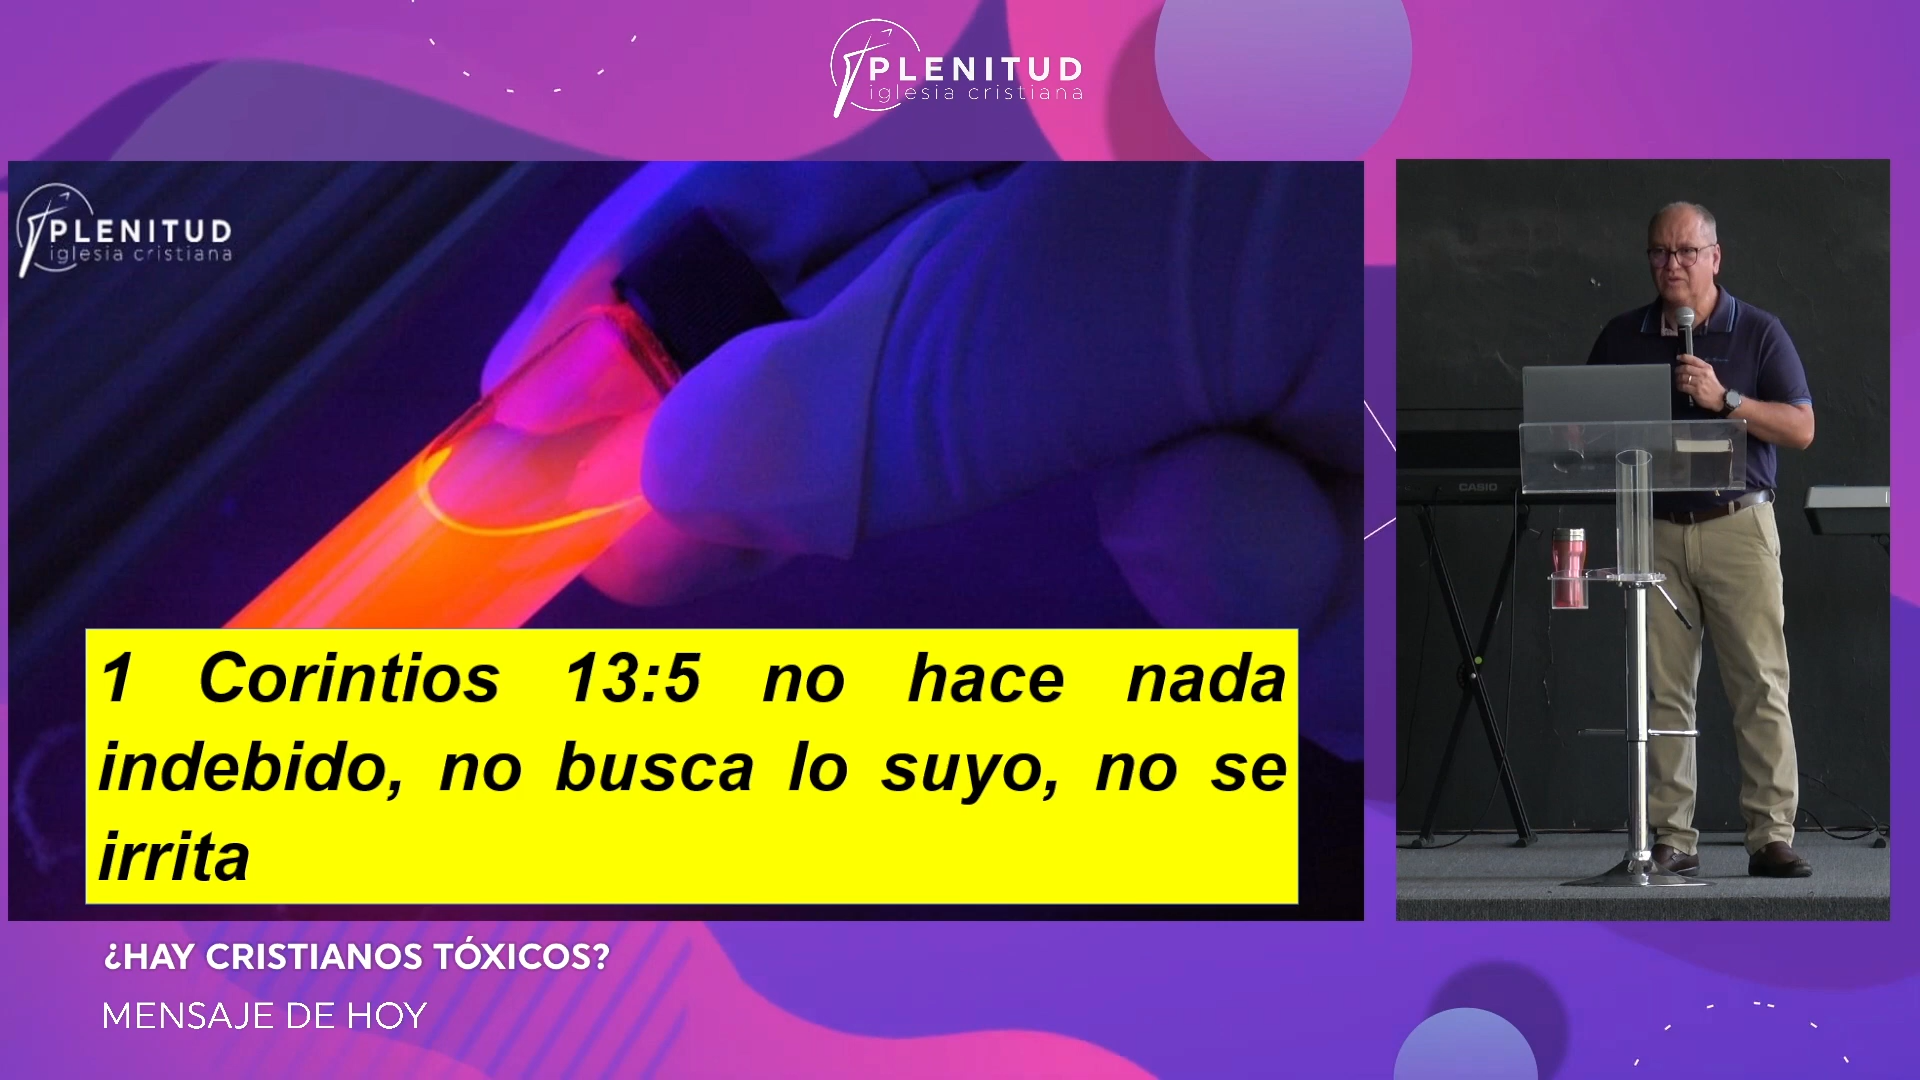 PLENITUD
iglesia cristiana
PLENITUD
iglesia cristiana
1 Corintios 13:5 no hace nada
indebido, no busca lo suyo, no se
irrita
CASIO
¿HAY CRISTIANOS TÓXICOS?
MENSAJE DE HOY